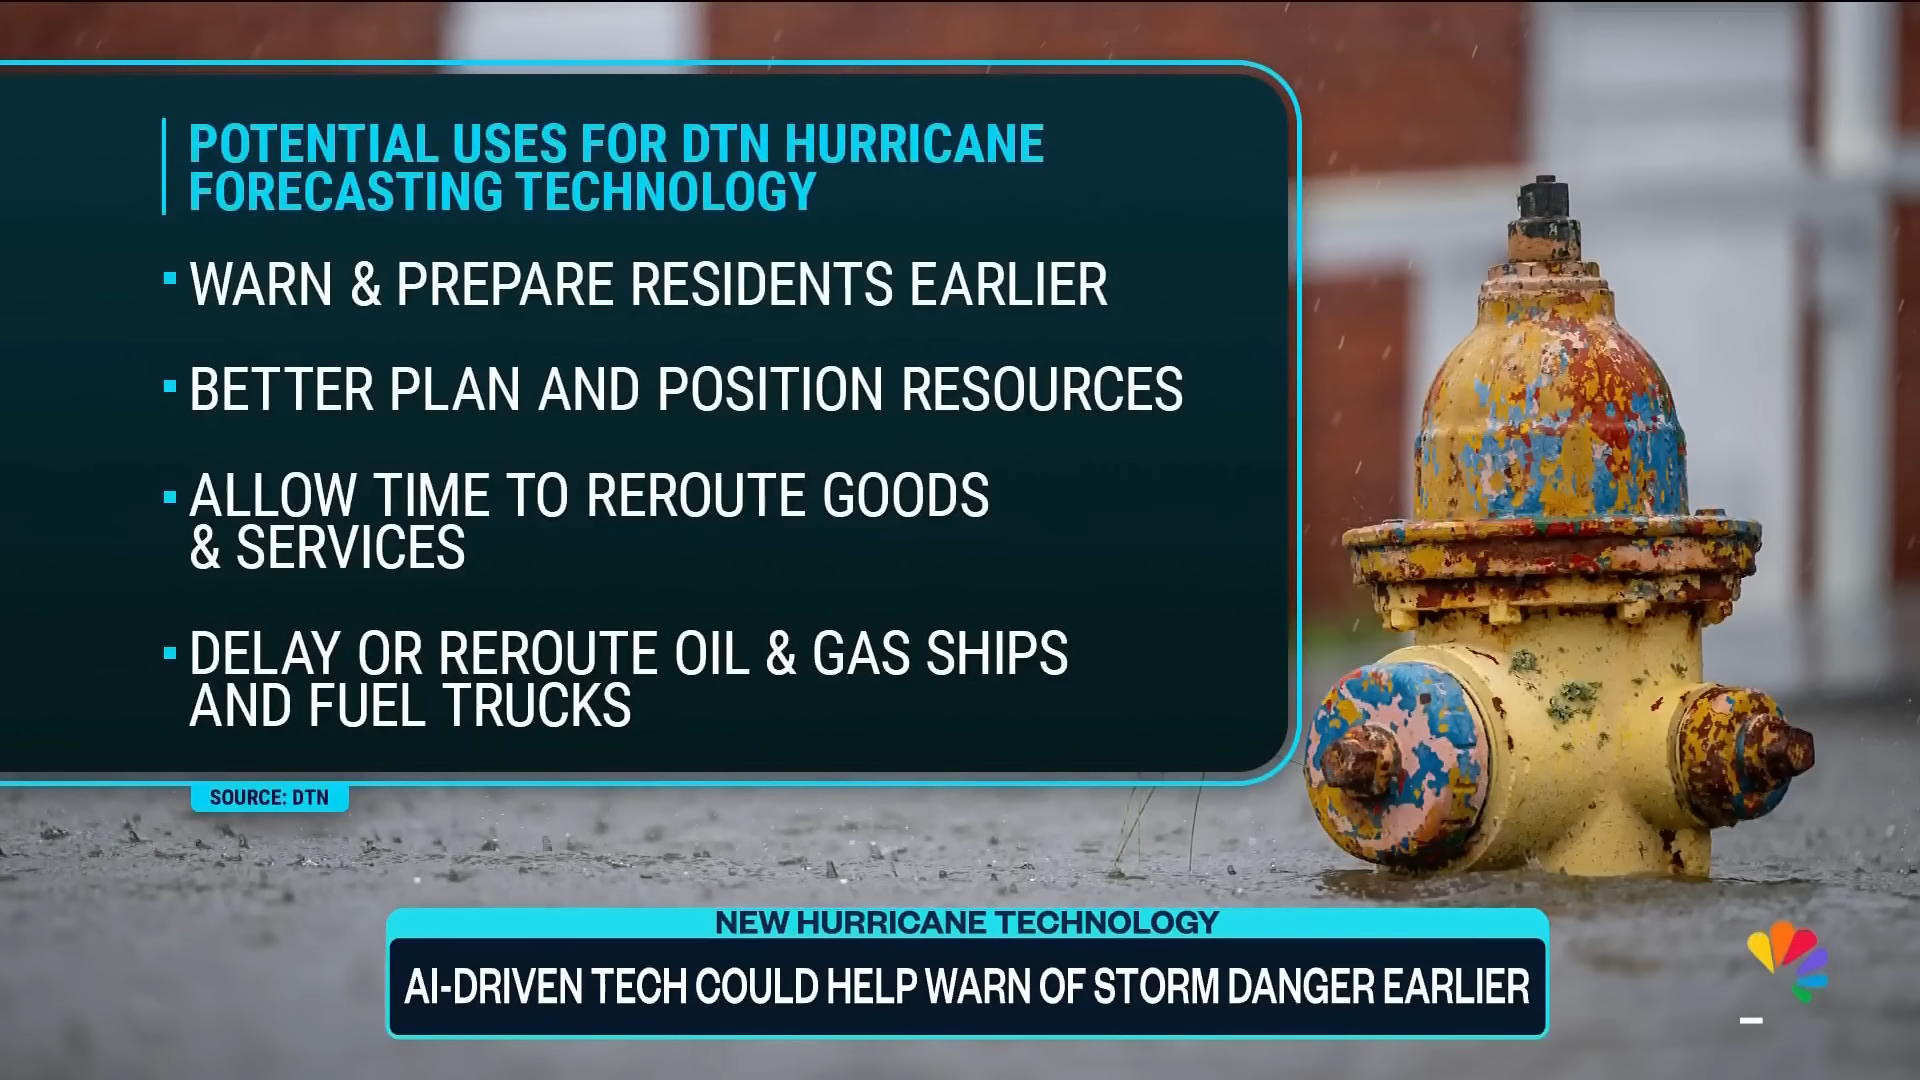 POTENTIAL USES FOR DTN HURRICANE
FORECASTING TECHNOLOGY
WARN & PREPARE RESIDENTS EARLIER
BETTER PLAN AND POSITION RESOURCES
ALLOW TIME TO REROUTE GOODS
& SERVICES
DELAY OR REROUTE OIL & GAS SHIPS
AND FUEL TRUCKS
SOURCE: DTN
NEW HURRICANE TECHNOLOGY
AI-DRIVEN TECH COULD HELP WARN OF STORM DANGER EARLIER